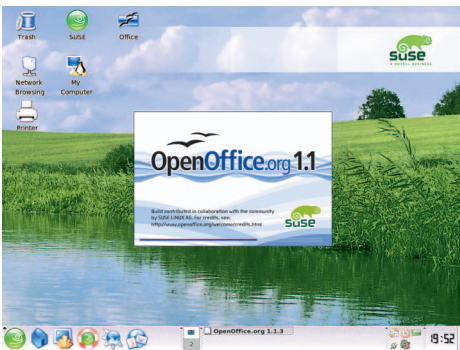 Trash
SUSE
Office
SUSE
A NOVELL BUSINESS
Network
Browsing
My
Computer
Printer
OpenOffice.org 1.1
Build contributed in collaboration with the community
by SUSE LINUX AG. For credits, see:
http://www.openoffice.org/welcome/credits.html
SUSE
2
OpenOffice.org 1.1.3
19:52